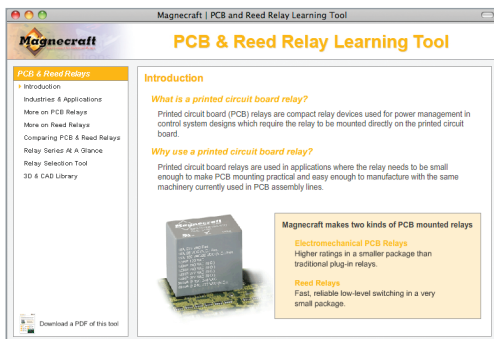 Magnecraft | PCB and Reed Relay Learning Tool
Magnecraft
PCB & Reed Relay Learning Tool
PCB & Reed Relays
Introduction
Industries & Applications
More on PCB Relays
More on Reed Relays
Comparing PCB & Reed Relays
Relay Series At A Glance
Relay Selection Tool
3D & CAD Library
Download a PDF of this tool
Introduction
What is a printed circuit board relay?
Printed circuit board (PCB) relays are compact relay devices used for power management in
control system designs which require the relay to be mounted directly on the printed circuit
board.
Why use a printed circuit board relay?
Printed circuit board relays are used in applications where the relay needs to be small
enough to make PCB mounting practical and easy enough to manufacture with the same
machinery currently used in PCB assembly lines.
Magnecraft
Magnecraft makes two kinds of PCB mounted relays
Electromechanical PCB Relays
Higher ratings in a smaller package than
traditional plug-in relays.
Reed Relays
Fast, reliable low-level switching in a very
small package.